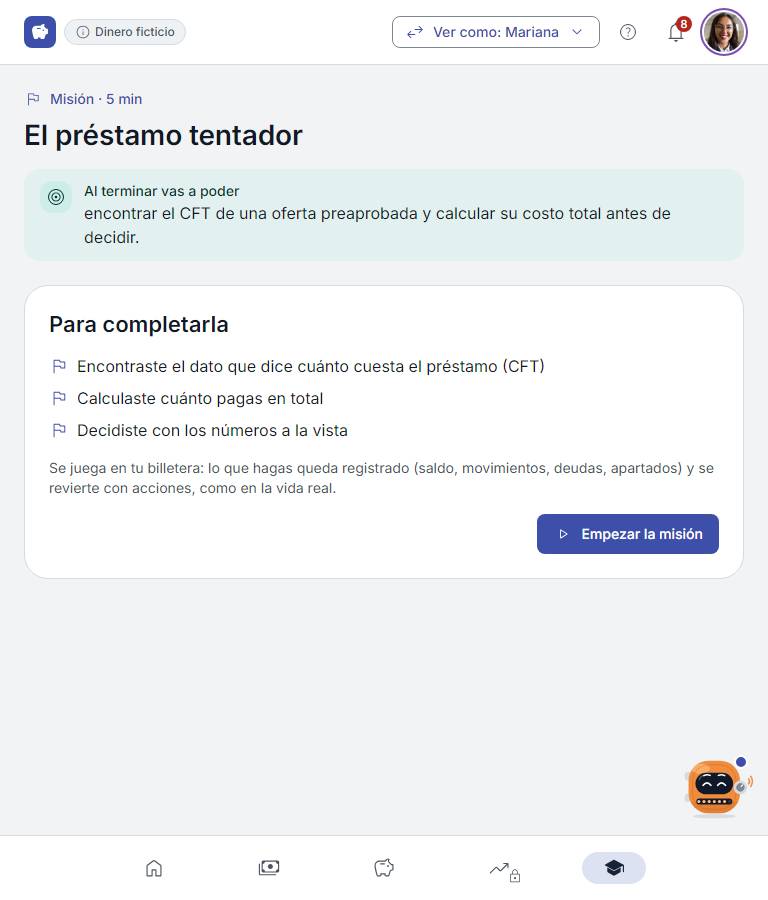 Dinero ficticio
Ver como: Mariana
8
Misión · 5 min
El préstamo tentador
Al terminar vas a poder
encontrar el CFT de una oferta preaprobada y calcular su costo total antes de
decidir.
Para completarla
Encontraste el dato que dice cuánto cuesta el préstamo (CFT)
Calculaste cuánto pagas en total
Decidiste con los números a la vista
Se juega en tu billetera: lo que hagas queda registrado (saldo, movimientos, deudas, apartados) y se
revierte con acciones, como en la vida real.
Empezar la misión